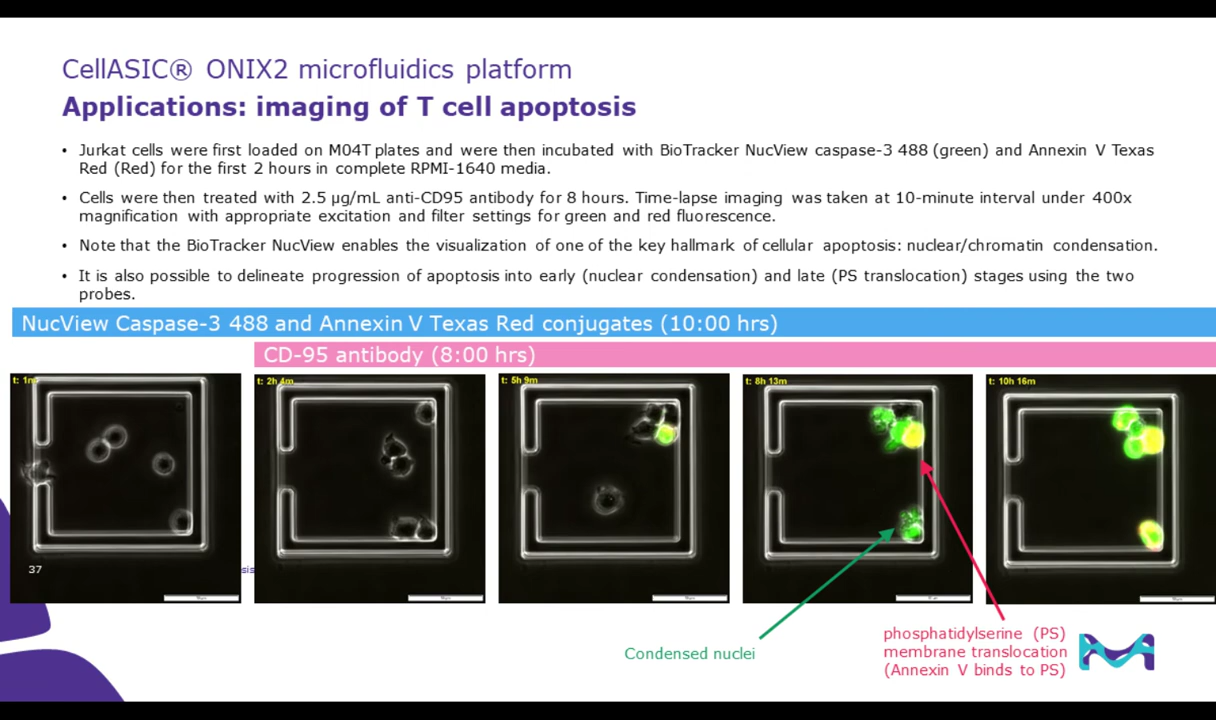 CellASIC® ONIX2 microfluidics platform
Applications: imaging of T cell apoptosis
• Jurkat cells were first loaded on M04T plates and were then incubated with BioTracker NucView caspase-3 488 (green) and Annexin V Texas
Red (Red) for the first 2 hours in complete RPMI-1640 media.
• Cells were then treated with 2.5 µg/mL anti-CD95 antibody for 8 hours. Time-lapse imaging was taken at 10-minute interval under 400x
magnification with appropriate excitation and filter settings for green and red fluorescence.
• Note that the BioTracker NucView enables the visualization of one of the key hallmark of cellular apoptosis: nuclear/chromatin condensation.
• It is also possible to delineate progression of apoptosis into early (nuclear condensation) and late (PS translocation) stages using the two
probes.
NucView Caspase-3 488 and Annexin V Texas Red conjugates (10:00 hrs)
CD-95 antibody (8:00 hrs)
t: 1m
t: 2h 4m
t: 5h 9m
t: 8h 13m
t: 10h 16m
37
sis
Condensed nuclei
phosphatidylserine (PS)
membrane translocation
(Annexin V binds to PS)